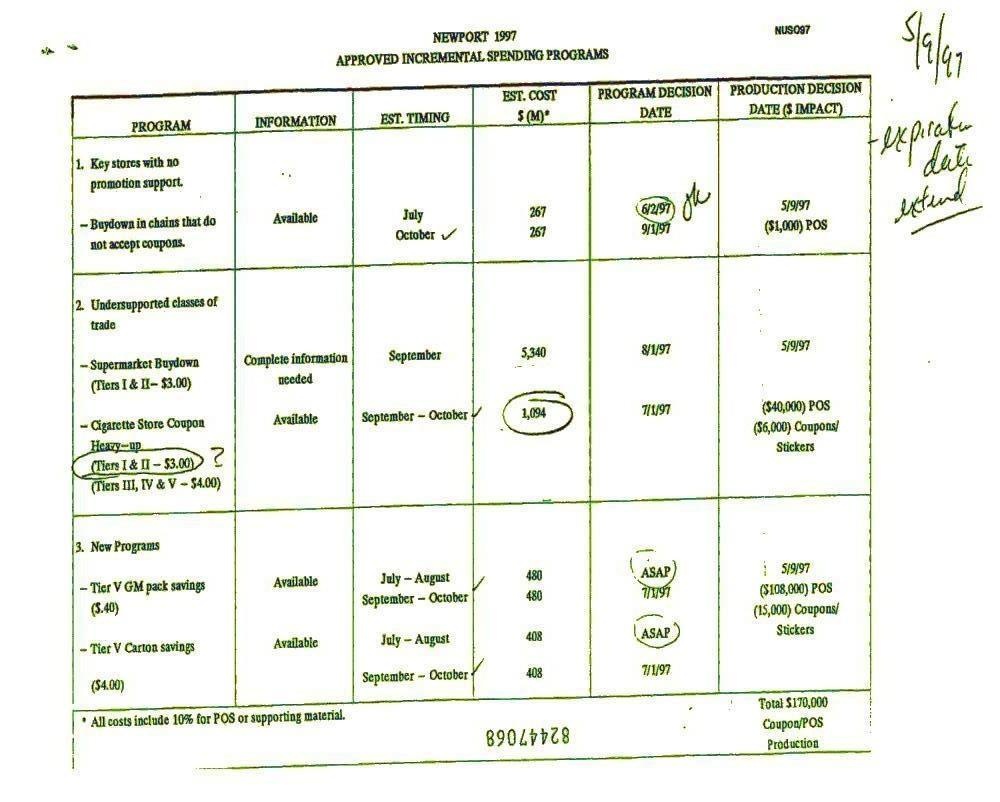 NEWPORT 1997
NUSO97
APPROVED INCREMENTAL SPENDING PROGRAMS
5/9/97
- expiration
date
extend
PROGRAM
INFORMATION
EST. TIMING
EST. COST
$ (M)*
PROGRAM DECISION
DATE
PRODUCTION DECISION
DATE ($ IMPACT)
1. Key stores with no
promotion support.
– Buydown in chains that do
not accept coupons.
Available
July
October ✓
267
267
6/2/97 ok
9/1/97
5/9/97
($1,000) POS
2. Undersupported classes of
trade
– Supermarket Buydown
(Tiers I & II– $3.00)
Complete information
needed
September
5,340
8/1/97
5/9/97
– Cigarette Store Coupon
Heavy–up
(Tiers I & II – $3.00) ?
(Tiers III, IV & V – $4.00)
Available
September – October ✓
1,094
7/1/97
($40,000) POS
($6,000) Coupons/
Stickers
3. New Programs
– Tier V GM pack savings
($.40)
Available
July – August
September – October ✓
480
480
ASAP
7/1/97
5/9/97
($108,000) POS
(15,000) Coupons/
Stickers
– Tier V Carton savings
($4.00)
Available
July – August
September – October ✓
408
408
ASAP
7/1/97
* All costs include 10% for POS or supporting material.
Total $170,000
Coupon/POS
Production
82447068